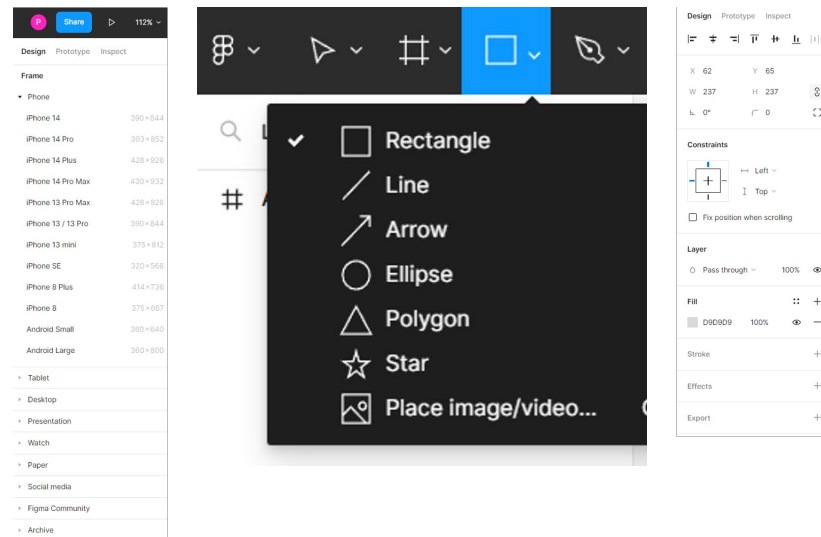 P Share 112%
Design Prototype Inspect
Frame
Phone
iPhone 14 390×844
iPhone 14 Pro 393×852
iPhone 14 Plus 428×926
iPhone 14 Pro Max 430×932
iPhone 13 Pro Max 428×926
iPhone 13 / 13 Pro 390×844
iPhone 13 mini 375×812
iPhone SE 320×568
iPhone 8 Plus 414×736
iPhone 8 375×667
Android Small 360×640
Android Large 360×800
Tablet
Desktop
Presentation
Watch
Paper
Social media
Figma Community
Archive
Rectangle
Line
Arrow
Ellipse
Polygon
Star
Place image/video...
Design Prototype Inspect
X 62 Y 65
W 237 H 237
0° 0
Constraints
Left
Top
Fix position when scrolling
Layer
Pass through 100%
Fill
D9D9D9 100%
Stroke
Effects
Export